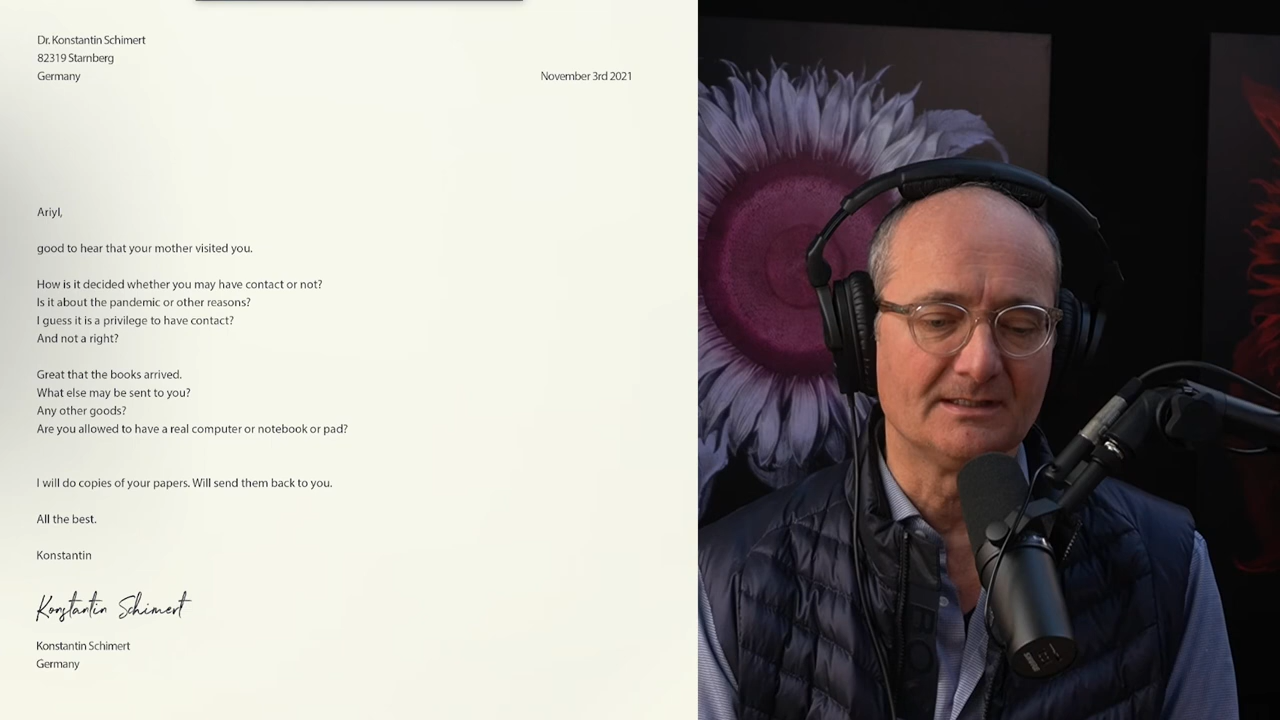 Dr. Konstantin Schimert
82319 Starnberg
Germany
November 3rd 2021
Ariyl,
good to hear that your mother visited you.
How is it decided whether you may have contact or not?
Is it about the pandemic or other reasons?
I guess it is a privilege to have contact?
And not a right?
Great that the books arrived.
What else may be sent to you?
Any other goods?
Are you allowed to have a real computer or notebook or pad?
I will do copies of your papers. Will send them back to you.
All the best.
Konstantin
Konstantin Schimert
Konstantin Schimert
Germany